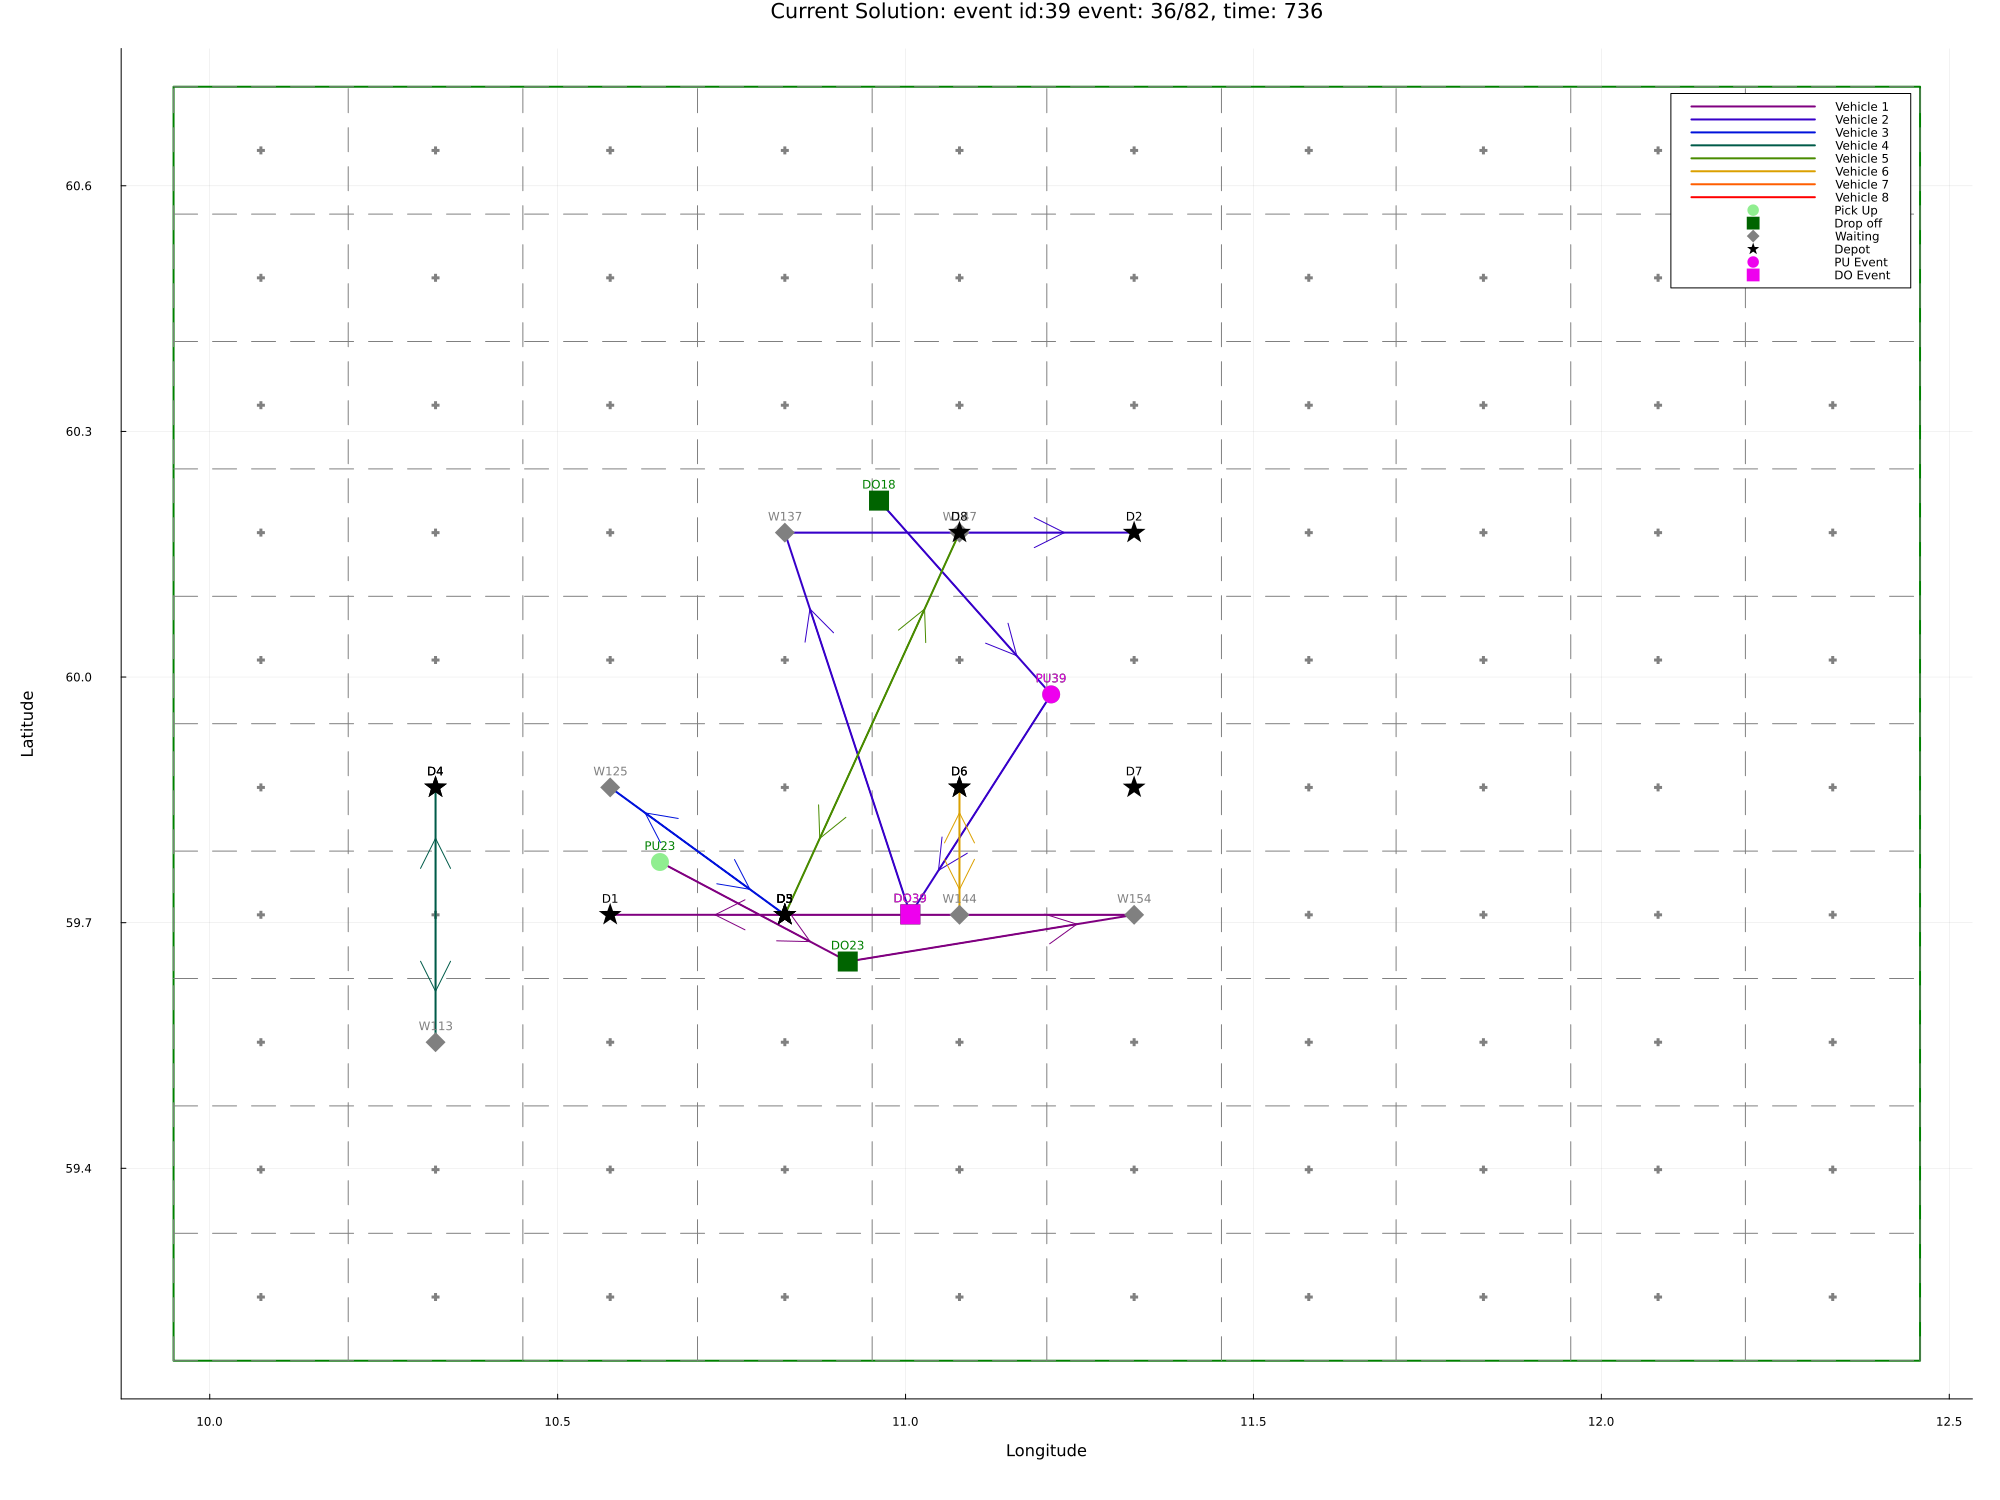 Current Solution: event id:39 event: 36/82, time: 736
Vehicle 1
Vehicle 2
Vehicle 3
Vehicle 4
Vehicle 5
Vehicle 6
Vehicle 7
Vehicle 8
Pick Up
Drop off
Waiting
Depot
PU Event
DO Event
60.6
60.3
60.0
59.7
59.4
Latitude
DO18
W137
D8
D2
PU39
D4
W125
D6
D7
PU23
D1
DO39
W144
W154
DO23
W113
10.0
10.5
11.0
11.5
12.0
12.5
Longitude